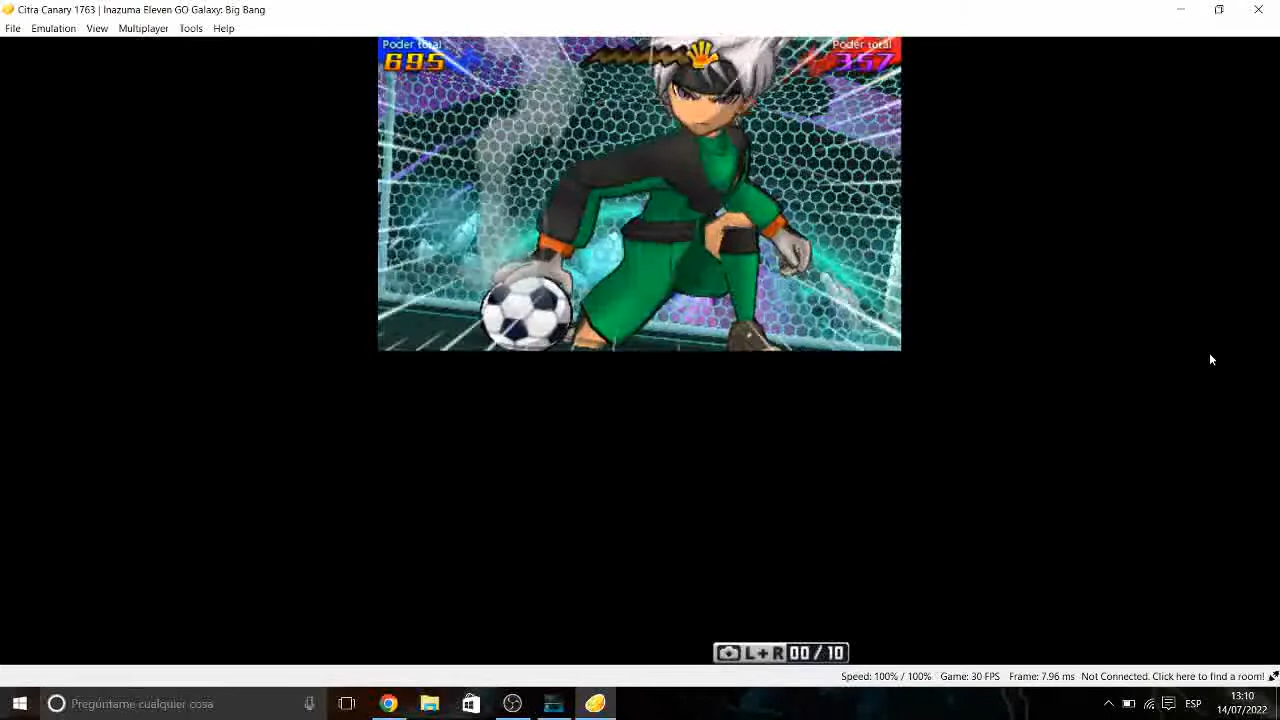 Citra Canary 1763 | Inazuma Eleven GO Galaxy: Big Bang
File Emulation View Multiplayer Tools Help
Poder total
695
Poder total
357
L + R 00 / 10
Speed: 100% / 100% Game: 30 FPS Frame: 7.96 ms Not Connected. Click here to find a room!
Pregúntame cualquier cosa
ESP
13:10
14/07/2022